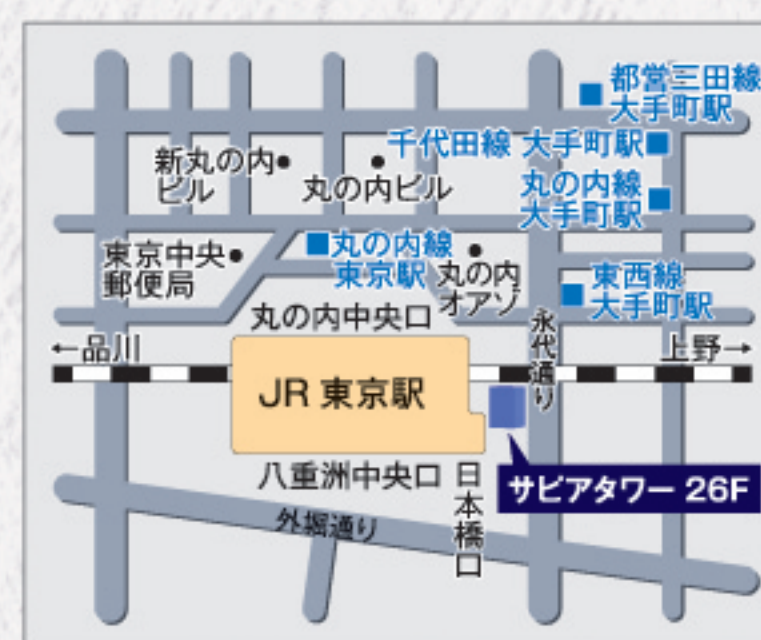 都営三田線
大手町駅
千代田線 大手町駅
新丸の内
ビル
丸の内ビル
丸の内線
大手町駅
東京中央
郵便局
丸の内線
東京駅
丸の内
オアゾ
東西線
大手町駅
丸の内中央口
永代通り
←品川
上野→
JR 東京駅
八重洲中央口
日本橋口
サピアタワー 26F
外堀通り